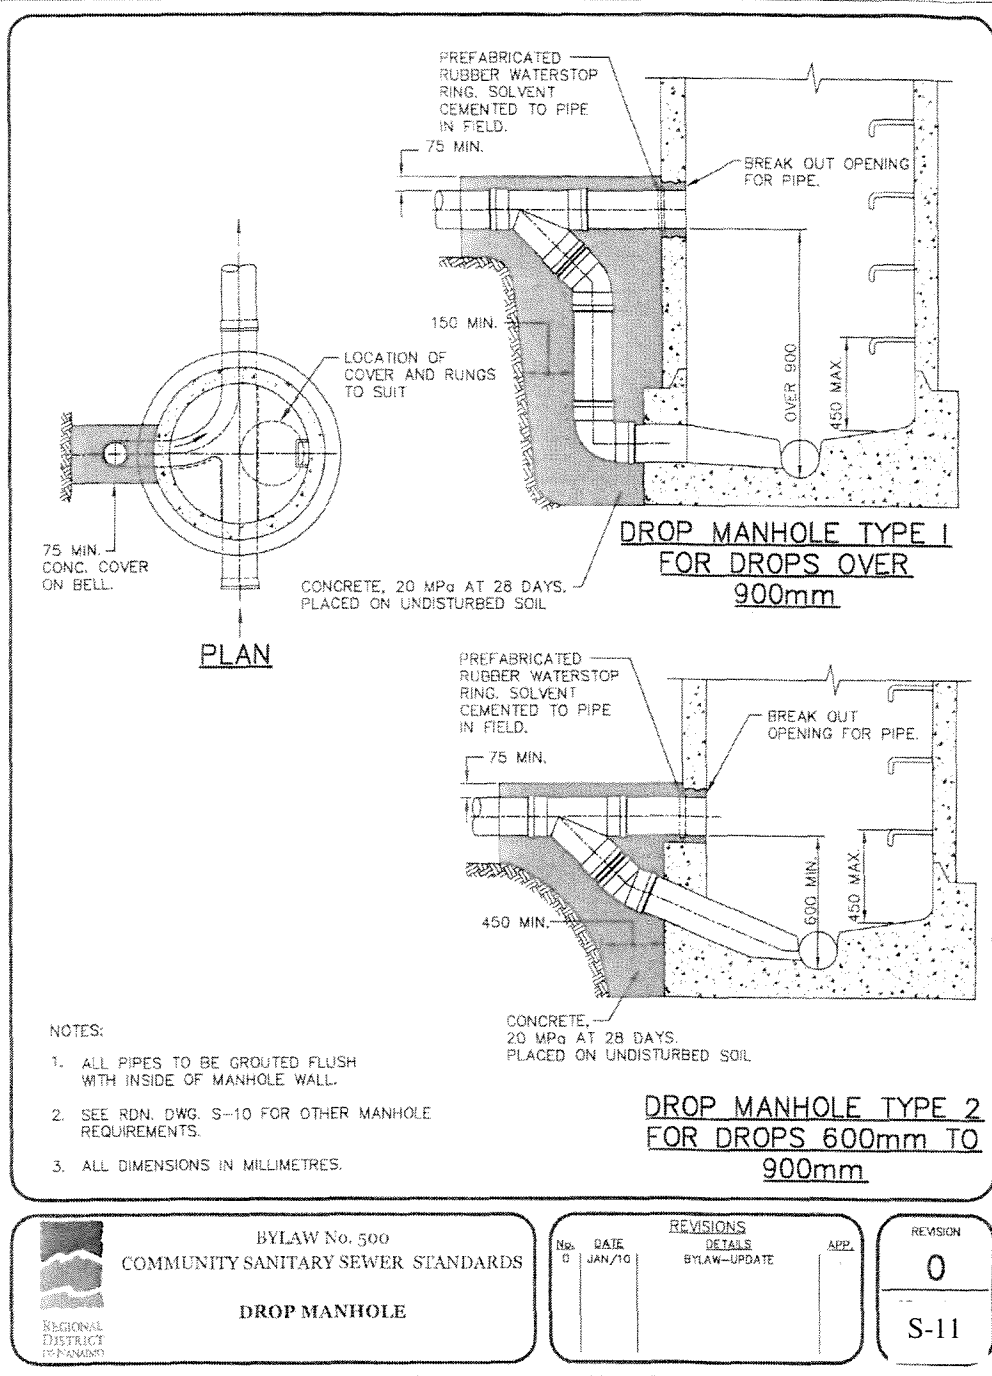 PREFABRICATED
RUBBER WATERSTOP
RING. SOLVENT
CEMENTED TO PIPE
IN FIELD.
75 MIN.
BREAK OUT OPENING
FOR PIPE.
150 MIN.
OVER 900
450 MAX.
LOCATION OF
COVER AND RUNGS
TO SUIT
75 MIN.
CONC. COVER
ON BELL.
CONCRETE, 20 MPa AT 28 DAYS.
PLACED ON UNDISTURBED SOIL
DROP MANHOLE TYPE 1
FOR DROPS OVER
900mm
PLAN
PREFABRICATED
RUBBER WATERSTOP
RING. SOLVENT
CEMENTED TO PIPE
IN FIELD.
75 MIN.
BREAK OUT
OPENING FOR PIPE.
450 MIN.
600 MIN.
450 MAX.
CONCRETE,
20 MPa AT 28 DAYS.
PLACED ON UNDISTURBED SOIL
NOTES:
1. ALL PIPES TO BE GROUTED FLUSH
WITH INSIDE OF MANHOLE WALL.
2. SEE RDN. DWG. S-10 FOR OTHER MANHOLE
REQUIREMENTS.
3. ALL DIMENSIONS IN MILLIMETRES.
DROP MANHOLE TYPE 2
FOR DROPS 600mm TO
900mm
REGIONAL
DISTRICT
OF NANAIMO
BYLAW No. 500
COMMUNITY SANITARY SEWER STANDARDS
DROP MANHOLE
REVISIONS
No. DATE DETAILS APP.
0 JAN/10 BYLAW-UPDATE
REVISION
0
S-11